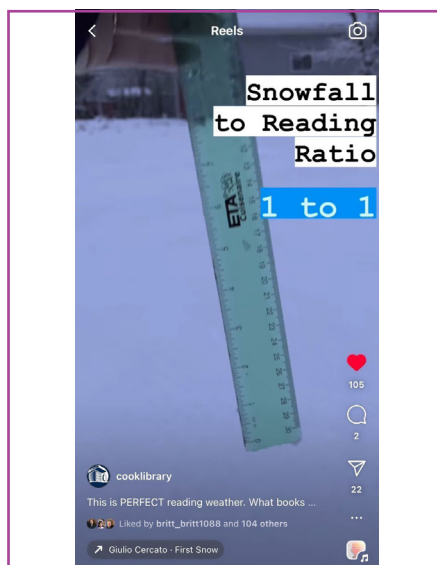 Reels
Snowfall
to Reading
Ratio
1 to 1
ETA
Cuisenaire
105
2
22
cooklibrary
This is PERFECT reading weather. What books ...
Liked by britt_britt1088 and 104 others
Giulio Cercato · First Snow